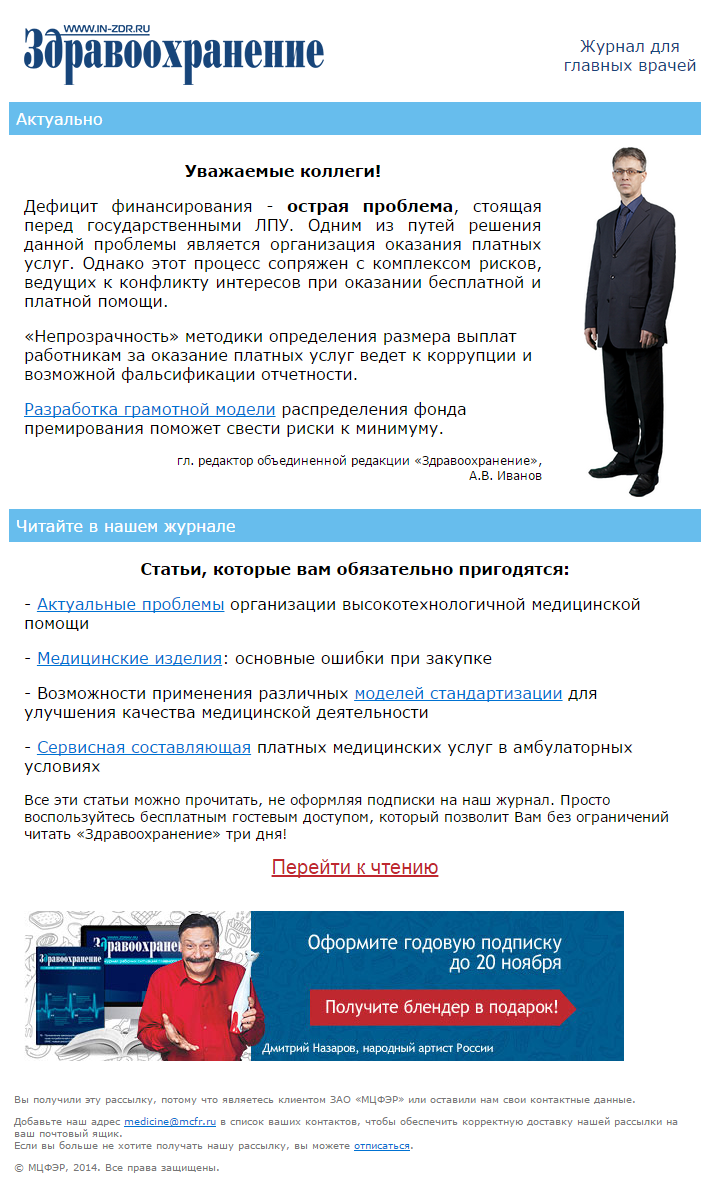 WWW.IN-ZDR.RU
Здравоохранение
Журнал для
главных врачей
Актуально
Уважаемые коллеги!
Дефицит финансирования - острая проблема, стоящая
перед государственными ЛПУ. Одним из путей решения
данной проблемы является организация оказания платных
услуг. Однако этот процесс сопряжен с комплексом рисков,
ведущих к конфликту интересов при оказании бесплатной и
платной помощи.
«Непрозрачность» методики определения размера выплат
работникам за оказание платных услуг ведет к коррупции и
возможной фальсификации отчетности.
Разработка грамотной модели распределения фонда
премирования поможет свести риски к минимуму.
гл. редактор объединенной редакции «Здравоохранение»,
А.В. Иванов
Читайте в нашем журнале
Статьи, которые вам обязательно пригодятся:
- Актуальные проблемы организации высокотехнологичной медицинской
помощи
- Медицинские изделия: основные ошибки при закупке
- Возможности применения различных моделей стандартизации для
улучшения качества медицинской деятельности
- Сервисная составляющая платных медицинских услуг в амбулаторных
условиях
Все эти статьи можно прочитать, не оформляя подписки на наш журнал. Просто
воспользуйтесь бесплатным гостевым доступом, который позволит Вам без ограничений
читать «Здравоохранение» три дня!
Перейти к чтению
Здравоохранение
Здравоохранение
Оформите годовую подписку
до 20 ноября
Получите блендер в подарок!
Дмитрий Назаров, народный артист России
Вы получили эту рассылку, потому что являетесь клиентом ЗАО «МЦФЭР» или оставили нам свои контактные данные.
Добавьте наш адрес medicine@mcfr.ru в список ваших контактов, чтобы обеспечить корректную доставку нашей рассылки на
ваш почтовый ящик.
Если вы больше не хотите получать нашу рассылку, вы можете отписаться.
© МЦФЭР, 2014. Все права защищены.